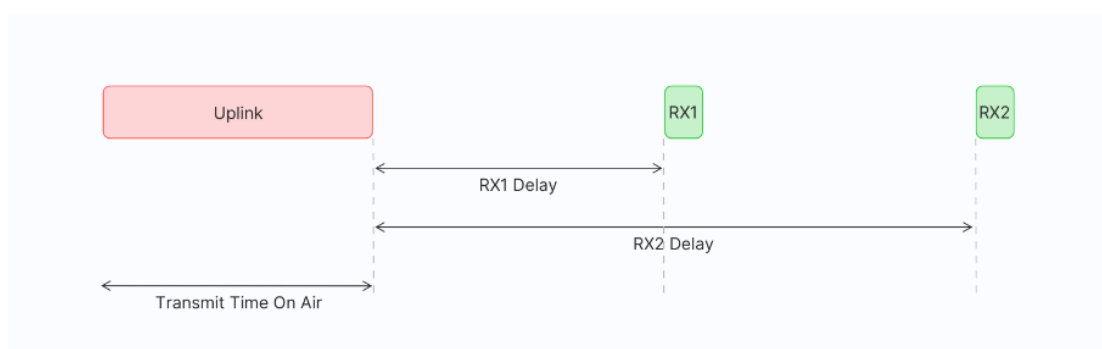 Uplink
RX1
RX2
RX1 Delay
RX2 Delay
Transmit Time On Air